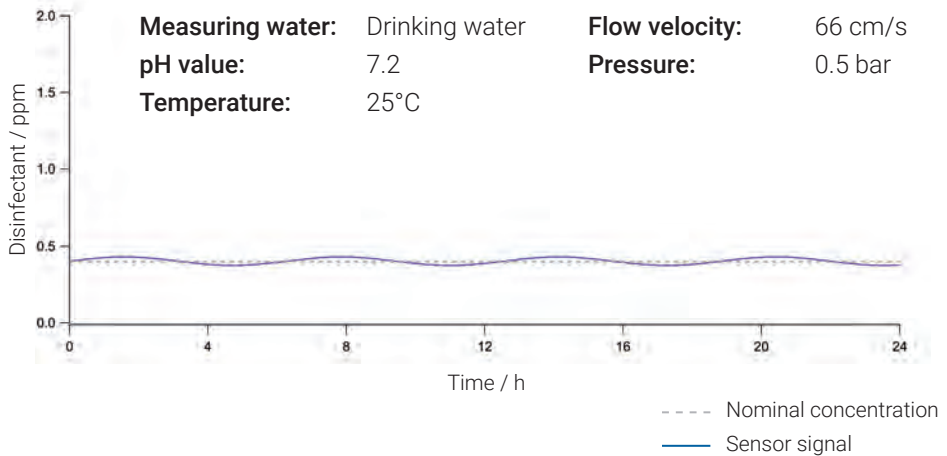 2.0
Measuring water: Drinking water Flow velocity: 66 cm/s
pH value: 7.2 Pressure: 0.5 bar
1.5
Temperature: 25°C
Disinfectant / ppm
1.0
0.5
0.0
0 4 8 12 16 20 24
Time / h
Nominal concentration
Sensor signal